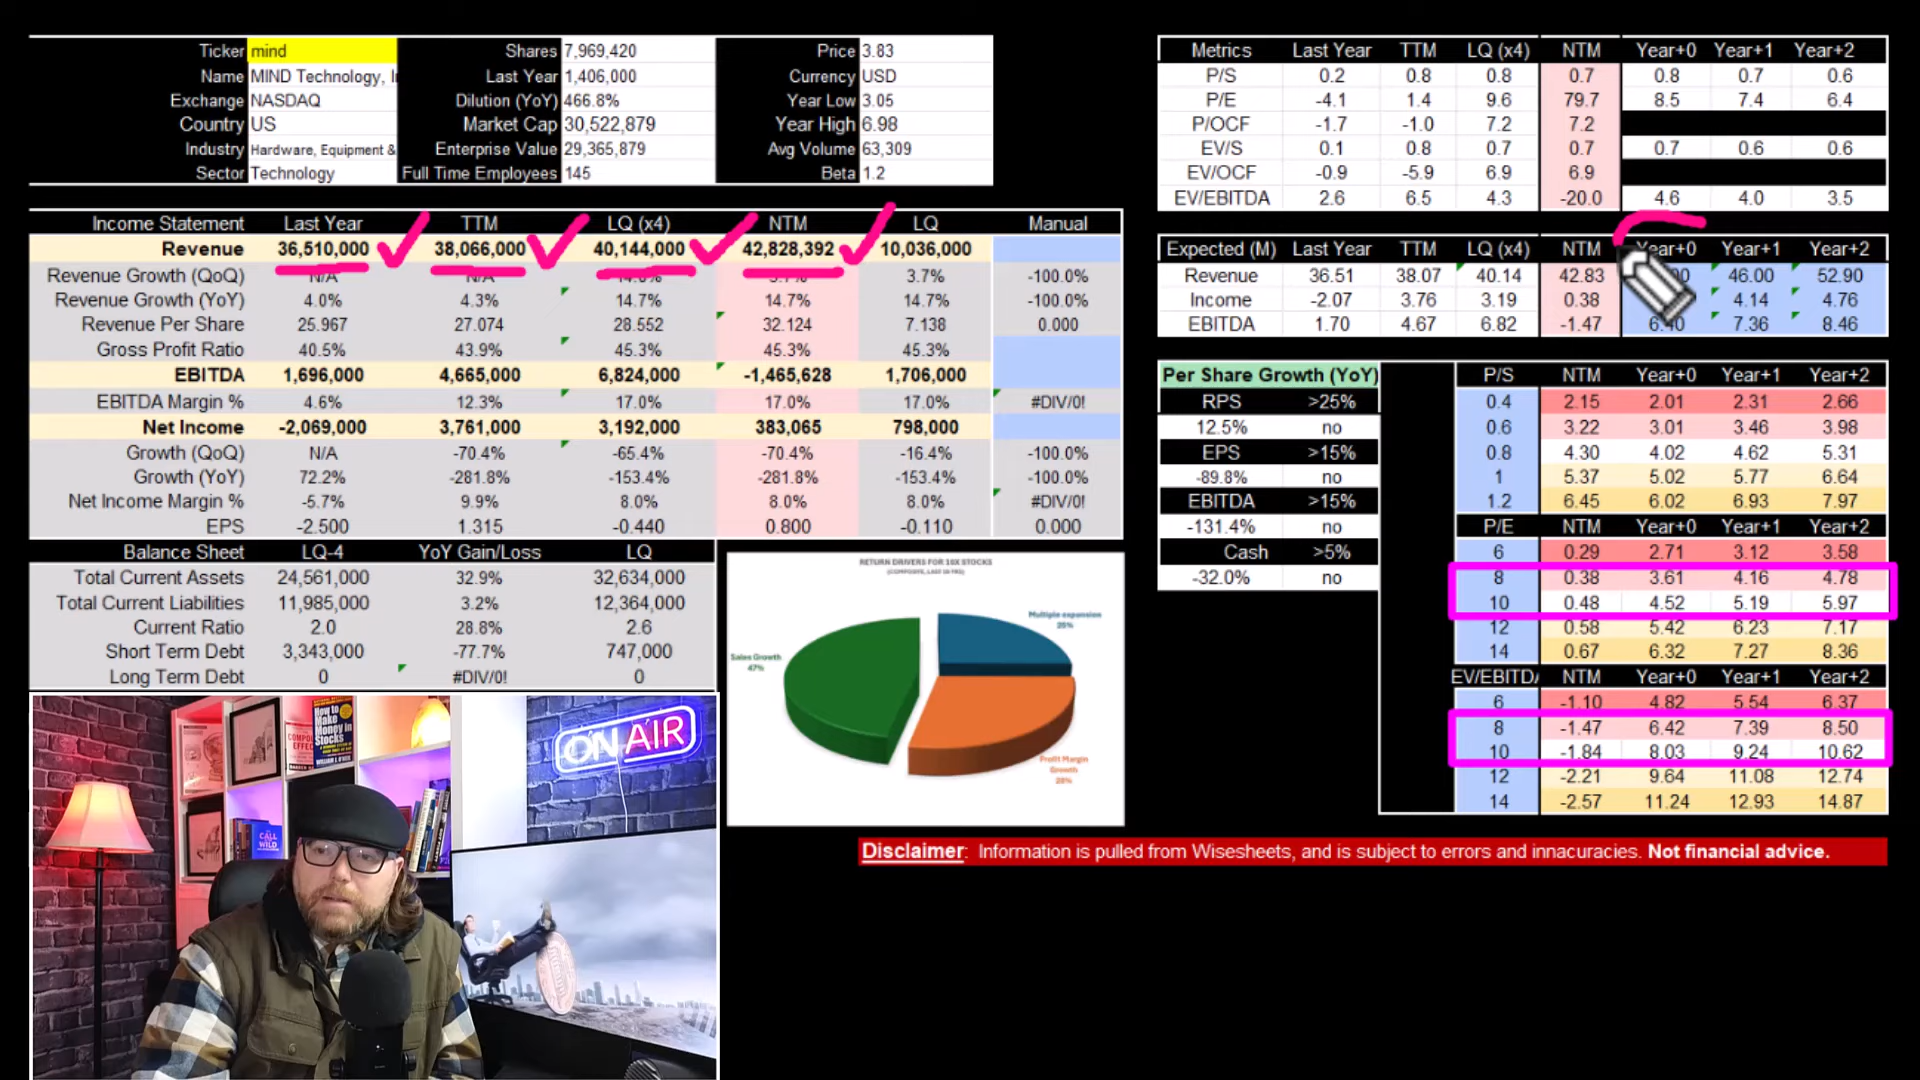 Ticker mind Shares 7,969,420 Price 3.83
Name MIND Technology, I Last Year 1,406,000 Currency USD
Exchange NASDAQ Dilution (YoY) 466.8% Year Low 3.05
Country US Market Cap 30,522,879 Year High 6.98
Industry Hardware, Equipment & Enterprise Value 29,365,879 Avg Volume 63,309
Sector Technology Full Time Employees 145 Beta 1.2
Income Statement Last Year TTM LQ (x4) NTM LQ Manual
Revenue 36,510,000 38,066,000 40,144,000 42,828,392 10,036,000
Revenue Growth (QoQ) N/A N/A 3.7% -100.0%
Revenue Growth (YoY) 4.0% 4.3% 14.7% 14.7% 14.7% -100.0%
Revenue Per Share 25.967 27.074 28.552 32.124 7.138 0.000
Gross Profit Ratio 40.5% 43.9% 45.3% 45.3% 45.3%
EBITDA 1,696,000 4,665,000 6,824,000 -1,465,628 1,706,000
EBITDA Margin % 4.6% 12.3% 17.0% 17.0% 17.0% #DIV/0!
Net Income -2,069,000 3,761,000 3,192,000 383,065 798,000
Growth (QoQ) N/A -70.4% -65.4% -70.4% -16.4% -100.0%
Growth (YoY) 72.2% -281.8% -153.4% -281.8% -153.4% -100.0%
Net Income Margin % -5.7% 9.9% 8.0% 8.0% 8.0% #DIV/0!
EPS -2.500 1.315 -0.440 0.800 -0.110 0.000
Balance Sheet LQ-4 YoY Gain/Loss LQ
Total Current Assets 24,561,000 32.9% 32,634,000
Total Current Liabilities 11,985,000 3.2% 12,364,000
Current Ratio 2.0 28.8% 2.6
Short Term Debt 3,343,000 -77.7% 747,000
Long Term Debt 0 #DIV/0! 0
RETURN DRIVERS FOR 10X STOCKS
Multiple expansion
Sales Growth
47%
Profit Margin
Growth
Metrics Last Year TTM LQ (x4) NTM Year+0 Year+1 Year+2
P/S 0.2 0.8 0.8 0.7 0.8 0.7 0.6
P/E -4.1 1.4 9.6 79.7 8.5 7.4 6.4
P/OCF -1.7 -1.0 7.2 7.2
EV/S 0.1 0.8 0.7 0.7 0.7 0.6 0.6
EV/OCF -0.9 -5.9 6.9 6.9
EV/EBITDA 2.6 6.5 4.3 -20.0 4.6 4.0 3.5
Expected (M) Last Year TTM LQ (x4) NTM Year+0 Year+1 Year+2
Revenue 36.51 38.07 40.14 42.83 46.00 52.90
Income -2.07 3.76 3.19 0.38 4.14 4.76
EBITDA 1.70 4.67 6.82 -1.47 6.40 7.36 8.46
Per Share Growth (YoY)
RPS >25%
12.5% no
EPS >15%
-89.8% no
EBITDA >15%
-131.4% no
Cash >5%
-32.0% no
P/S NTM Year+0 Year+1 Year+2
0.4 2.15 2.01 2.31 2.66
0.6 3.22 3.01 3.46 3.98
0.8 4.30 4.02 4.62 5.31
1 5.37 5.02 5.77 6.64
1.2 6.45 6.02 6.93 7.97
P/E NTM Year+0 Year+1 Year+2
6 0.29 2.71 3.12 3.58
8 0.38 3.61 4.16 4.78
10 0.48 4.52 5.19 5.97
12 0.58 5.42 6.23 7.17
14 0.67 6.32 7.27 8.36
EV/EBITDA NTM Year+0 Year+1 Year+2
6 -1.10 4.82 5.54 6.37
8 -1.47 6.42 7.39 8.50
10 -1.84 8.03 9.24 10.62
12 -2.21 9.64 11.08 12.74
14 -2.57 11.24 12.93 14.87
Disclaimer: Information is pulled from Wisesheets, and is subject to errors and innacuracies. Not financial advice.
How to
Make
Money in
Stocks
ON AIR
CALL
WILD